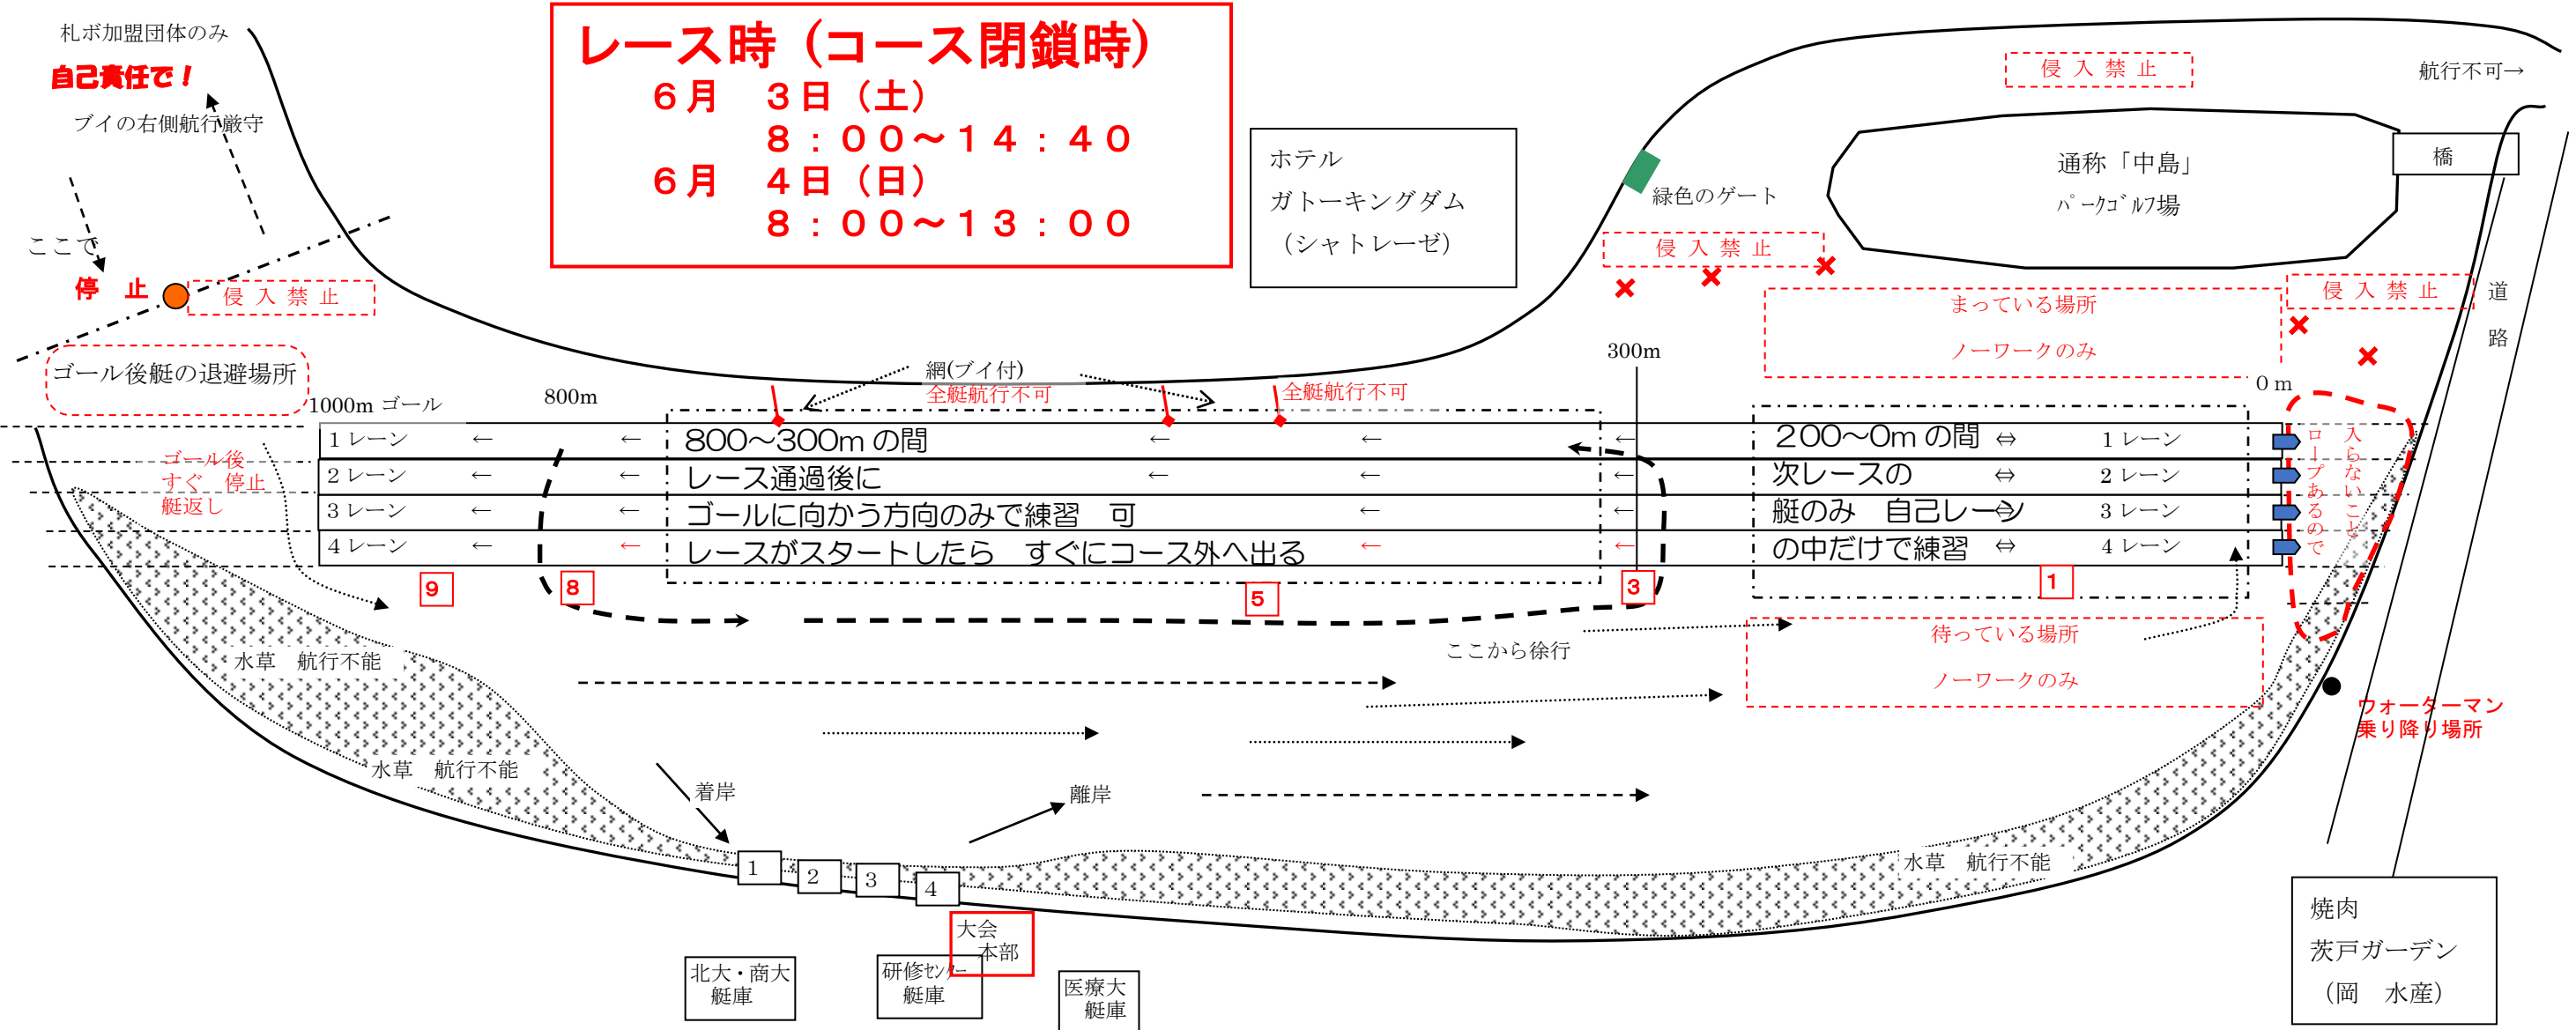 札ボ加盟団体のみ
自己責任で！
ブイの右側航行厳守
ここで
停　止
侵 入 禁 止
ゴール後艇の退避場所
レース時（コース閉鎖時）
６月　３日（土）
８：００～１４：４０
６月　４日（日）
８：００～１３：００
ホテル
ガトーキングダム
（シャトレーゼ）
緑色のゲート
侵 入 禁 止
侵 入 禁 止
航行不可→
通称「中島」
ﾊﾟｰｸｺﾞﾙﾌ場
橋
侵 入 禁 止
道
路
まっている場所
ノーワークのみ
網(ブイ付)
全艇航行不可
全艇航行不可
300m
0ｍ
800m
1000m ゴール
1 レーン ← ← 800～300m の間 ← ← ← 200～0m の間 ⇔ 1 レーン
2 レーン ← ← レース通過後に ← ← ← 次レースの ⇔ 2 レーン
3 レーン ← ← ゴールに向かう方向のみで練習　可 ← ← 艇のみ　自己レーン ⇔ 3 レーン
4 レーン ← ← レースがスタートしたら　すぐにコース外へ出る ← ← の中だけで練習 ⇔ 4 レーン
入らないこと
ロープあるので
ゴール後
すぐ　停止
艇返し
9
8
5
3
1
ここから徐行
待っている場所
ノーワークのみ
水草　航行不能
水草　航行不能
着岸
離岸
ウォーターマン
乗り降り場所
水草　航行不能
1
2
3
4
大会
本部
北大・商大
艇庫
研修ｾﾝﾀｰ
艇庫
医療大
艇庫
焼肉
茨戸ガーデン
（岡　水産）